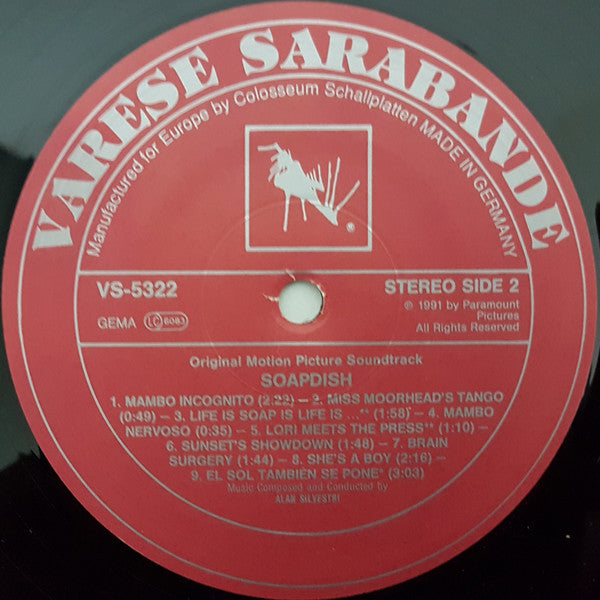 VARESE SARABANDE
Manufactured for Europe by Colosseum Schallplatten MADE IN GERMANY
®
VS-5322
STEREO SIDE 2
GEMA LC 6083
℗ 1991 by Paramount
Pictures
All Rights Reserved
Original Motion Picture Soundtrack
SOAPDISH
1. MAMBO INCOGNITO (2:22) – 2. MISS MOORHEAD'S TANGO
(0:49) – 3. LIFE IS SOAP IS LIFE IS ...** (1:58) – 4. MAMBO
NERVOSO (0:35) – 5. LORI MEETS THE PRESS** (1:10) –
6. SUNSET'S SHOWDOWN (1:48) – 7. BRAIN
SURGERY (1:44) – 8. SHE'S A BOY (2:16) –
9. EL SOL TAMBIEN SE PONE* (3:03)
Music Composed and Conducted by
ALAN SILVESTRI